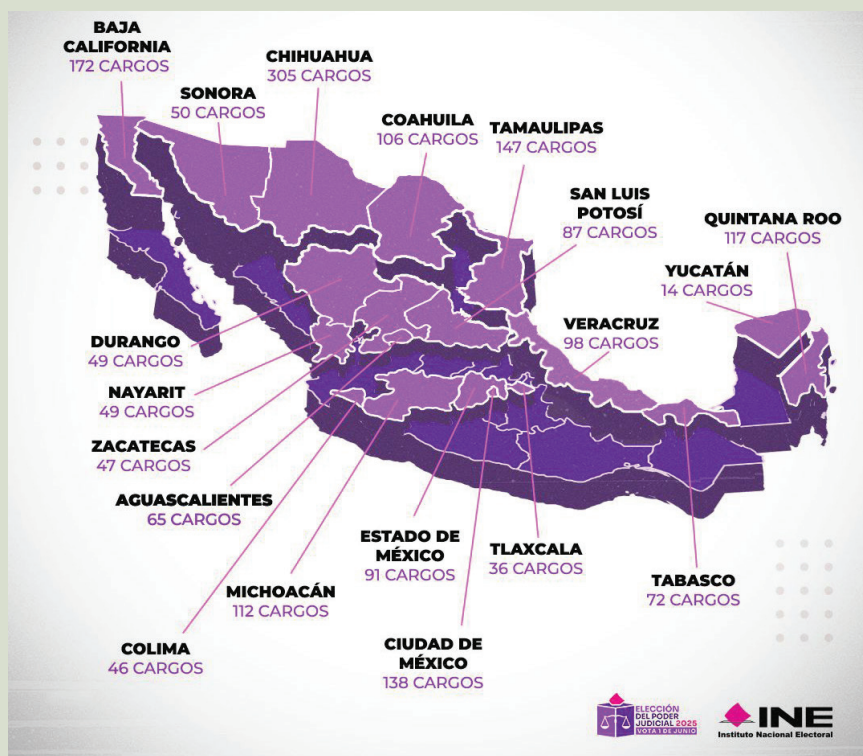 BAJA
CALIFORNIA
172 CARGOS
SONORA
50 CARGOS
CHIHUAHUA
305 CARGOS
COAHUILA
106 CARGOS
TAMAULIPAS
147 CARGOS
SAN LUIS
POTOSÍ
87 CARGOS
QUINTANA ROO
117 CARGOS
YUCATÁN
14 CARGOS
VERACRUZ
98 CARGOS
DURANGO
49 CARGOS
NAYARIT
49 CARGOS
ZACATECAS
47 CARGOS
AGUASCALIENTES
65 CARGOS
MICHOACÁN
112 CARGOS
COLIMA
46 CARGOS
ESTADO DE
MÉXICO
91 CARGOS
TLAXCALA
36 CARGOS
CIUDAD DE
MÉXICO
138 CARGOS
TABASCO
72 CARGOS
ELECCIÓN
DEL PODER
JUDICIAL 2025
VOTA 1 DE JUNIO
INE
Instituto Nacional Electoral